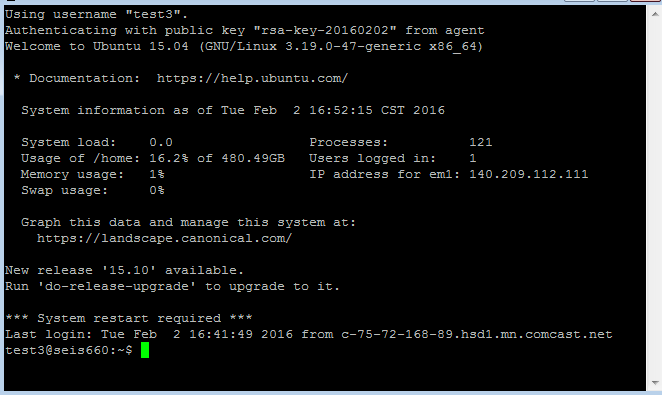 Using username "test3".
Authenticating with public key "rsa-key-20160202" from agent
Welcome to Ubuntu 15.04 (GNU/Linux 3.19.0-47-generic x86_64)
* Documentation:  https://help.ubuntu.com/
System information as of Tue Feb  2 16:52:15 CST 2016
System load:    0.0                 Processes:          121
Usage of /home: 16.2% of 480.49GB   Users logged in:    1
Memory usage:   1%                  IP address for em1: 140.209.112.111
Swap usage:     0%
Graph this data and manage this system at:
https://landscape.canonical.com/
New release '15.10' available.
Run 'do-release-upgrade' to upgrade to it.
*** System restart required ***
Last login: Tue Feb  2 16:41:49 2016 from c-75-72-168-89.hsd1.mn.comcast.net
test3@seis660:~$